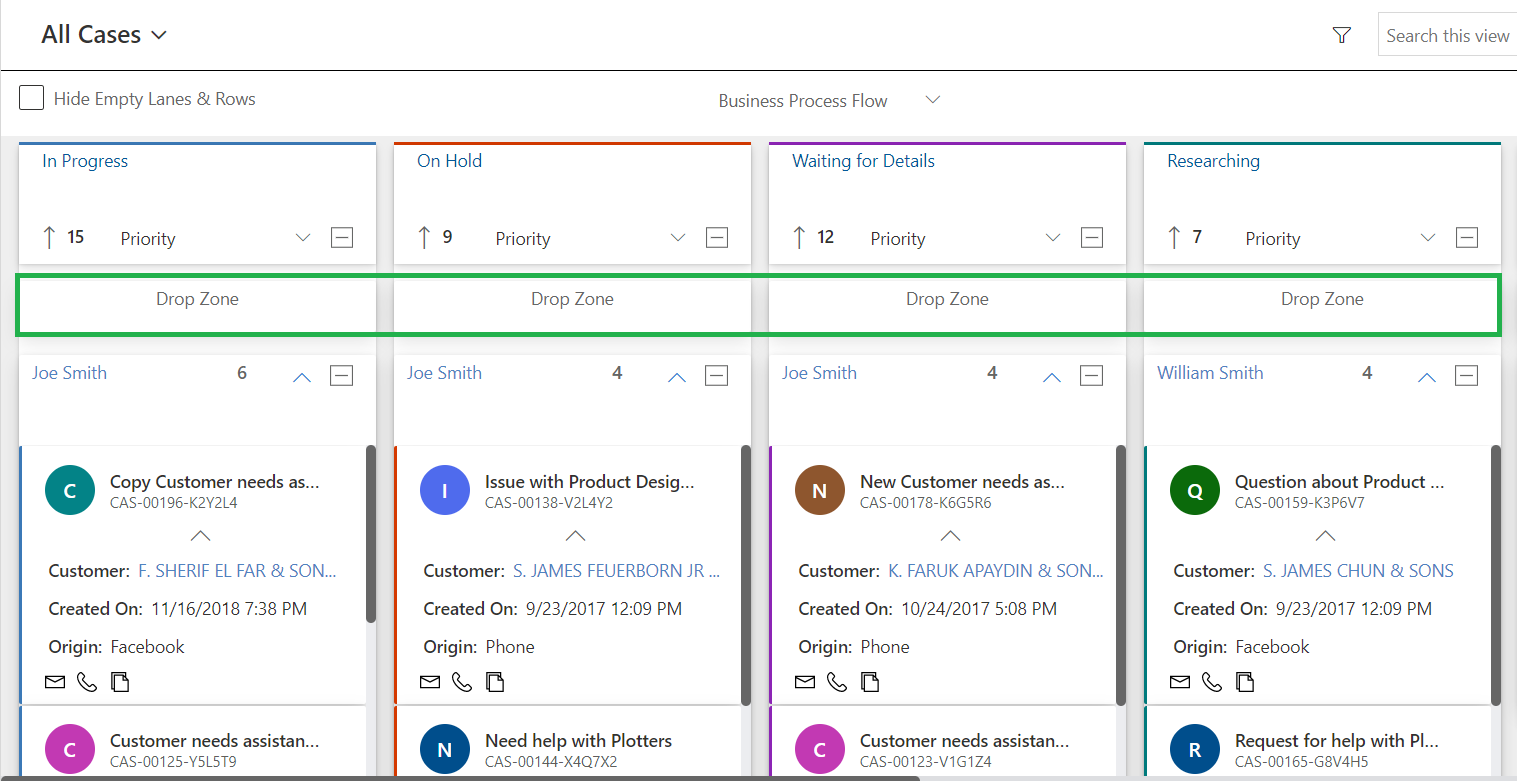 All Cases
Search this view
Hide Empty Lanes & Rows
Business Process Flow
In Progress
15 Priority
Drop Zone
Joe Smith 6
C
Copy Customer needs as...
CAS-00196-K2Y2L4
Customer: F. SHERIF EL FAR & SON...
Created On: 11/16/2018 7:38 PM
Origin: Facebook
C
Customer needs assistan...
CAS-00125-Y5L5T9
On Hold
9 Priority
Drop Zone
Joe Smith 4
I
Issue with Product Desig...
CAS-00138-V2L4Y2
Customer: S. JAMES FEUERBORN JR ...
Created On: 9/23/2017 12:09 PM
Origin: Phone
N
Need help with Plotters
CAS-00144-X4Q7X2
Waiting for Details
12 Priority
Drop Zone
Joe Smith 4
N
New Customer needs as...
CAS-00178-K6G5R6
Customer: K. FARUK APAYDIN & SON...
Created On: 10/24/2017 5:08 PM
Origin: Phone
C
Customer needs assistan...
CAS-00123-V1G1Z4
Researching
7 Priority
Drop Zone
William Smith 4
Q
Question about Product ...
CAS-00159-K3P6V7
Customer: S. JAMES CHUN & SONS
Created On: 9/23/2017 12:09 PM
Origin: Facebook
R
Request for help with Pl...
CAS-00165-G8V4H5